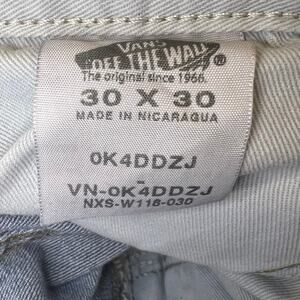 VANS
"OFF THE WALL"®
The original since 1966.
30 X 30
MADE IN NICARAGUA
0K4DDZJ
-
VN-0K4DDZJ
NXS-W118-030